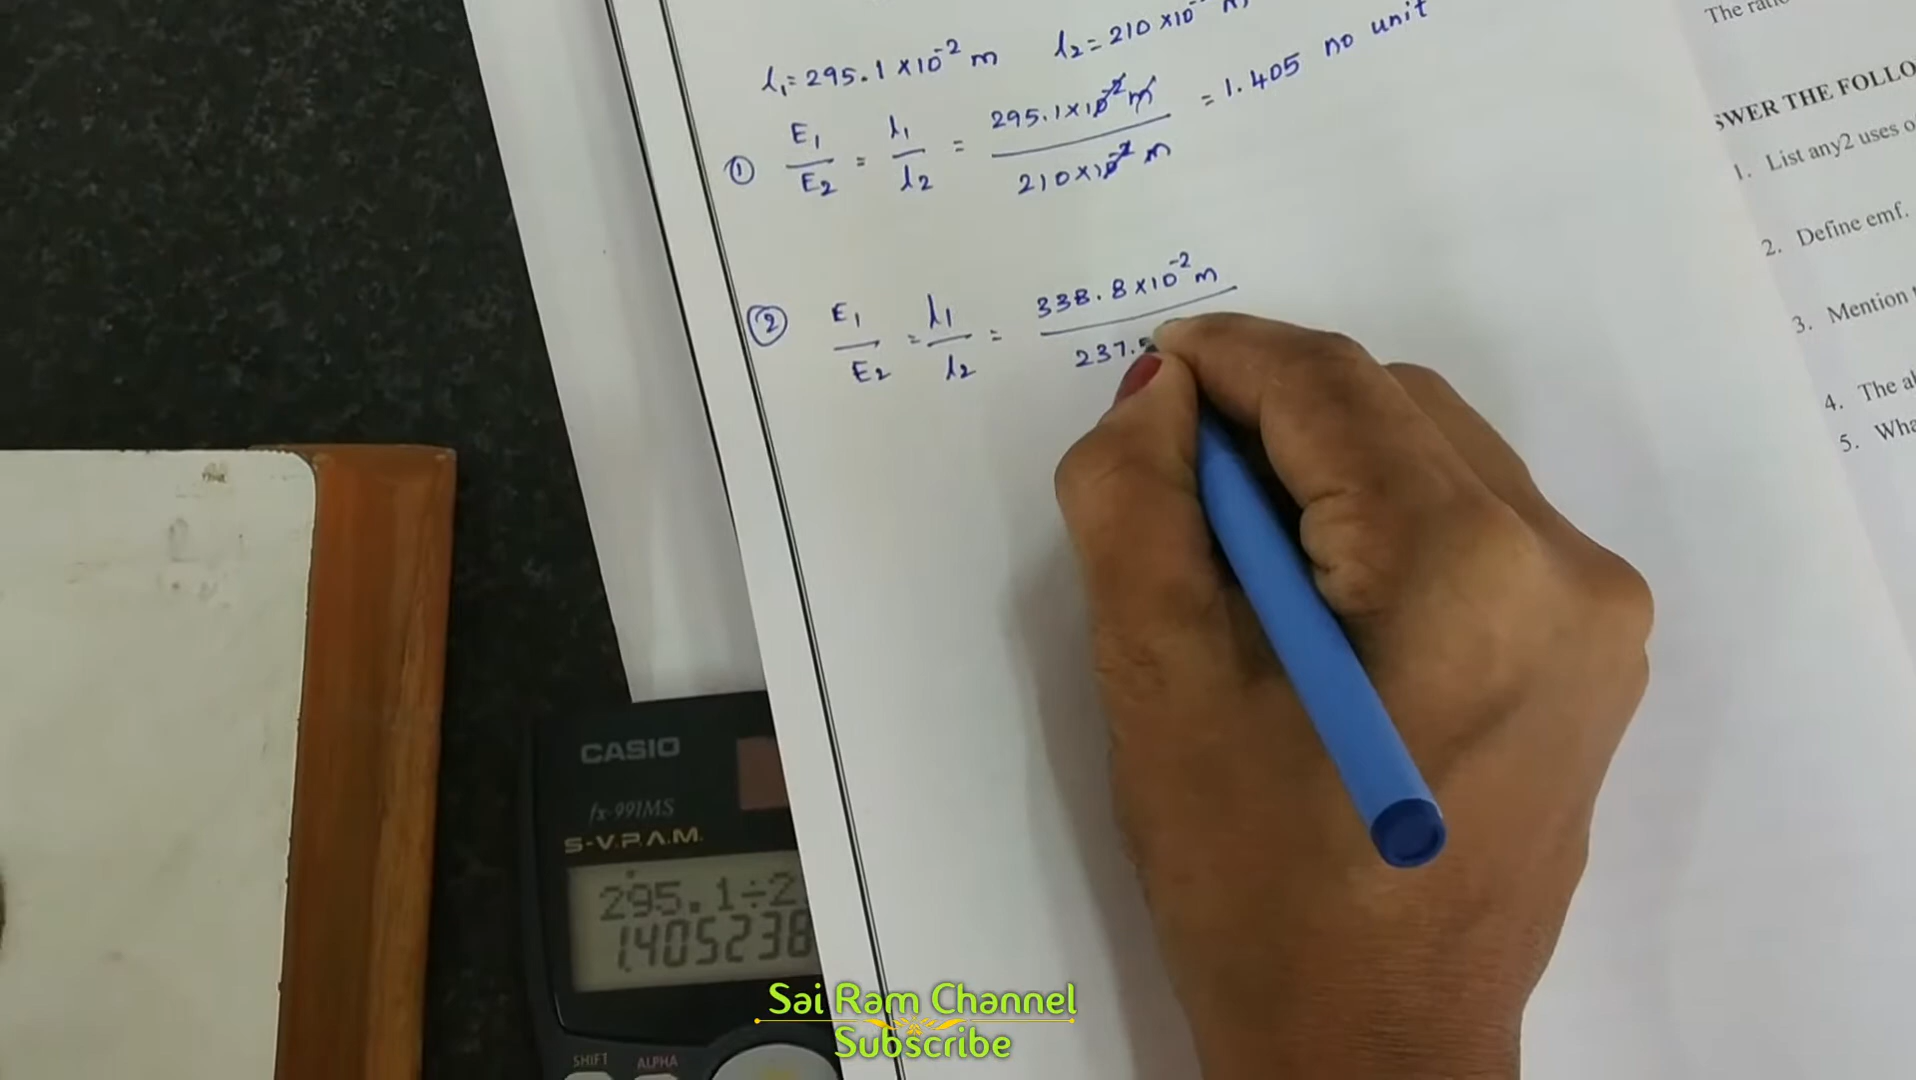 l₁ = 295.1 × 10⁻² m l₂ = 210 × 10
① E₁/E₂ = l₁/l₂ = 295.1 × 10⁻² m / 210 × 10⁻² m = 1.405 no unit
② E₁/E₂ = l₁/l₂ = 338.8 × 10⁻² m / 237.5
The
SWER THE FOLLO
1. List any2 uses o
2. Define emf.
3. Mention
4. The
5. Wha
CASIO
fx-991MS
S-V.P.A.M.
295.1÷2
1.405238
SHIFT ALPHA
Sai Ram Channel
Subscribe